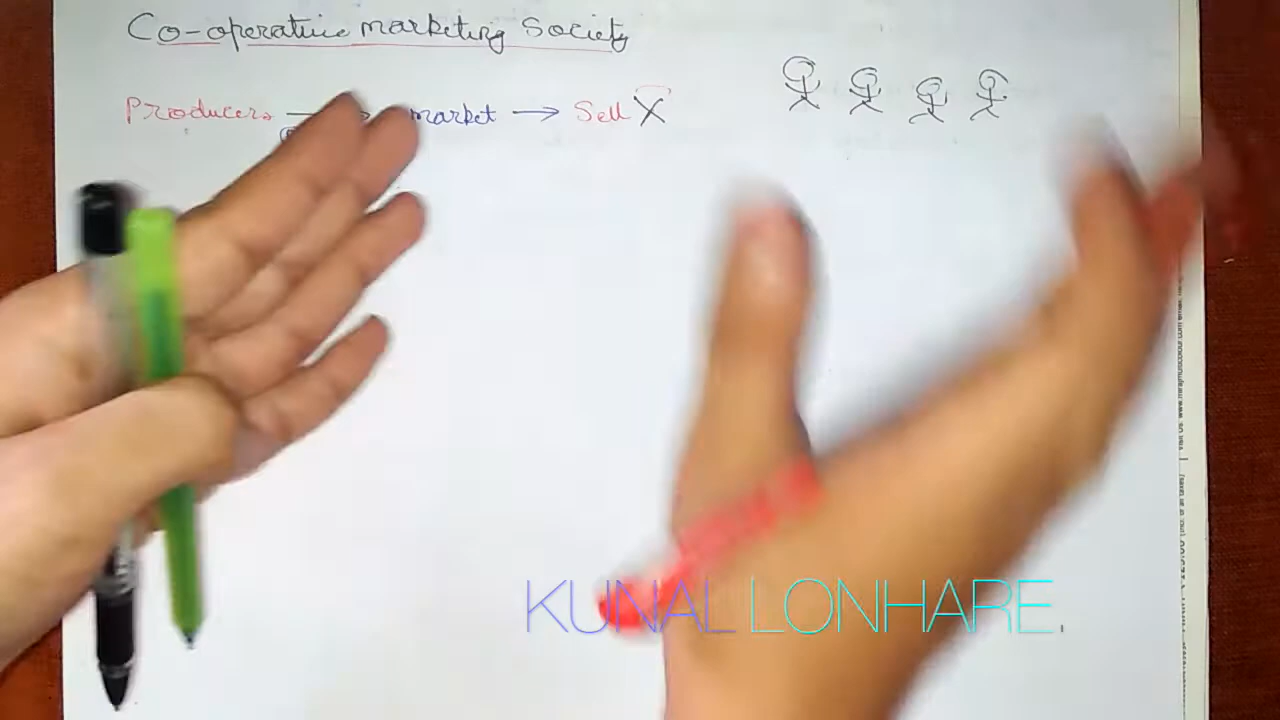 Co-operative marketing Society
Producers → market → Sell X
KUNAL LONHARE.